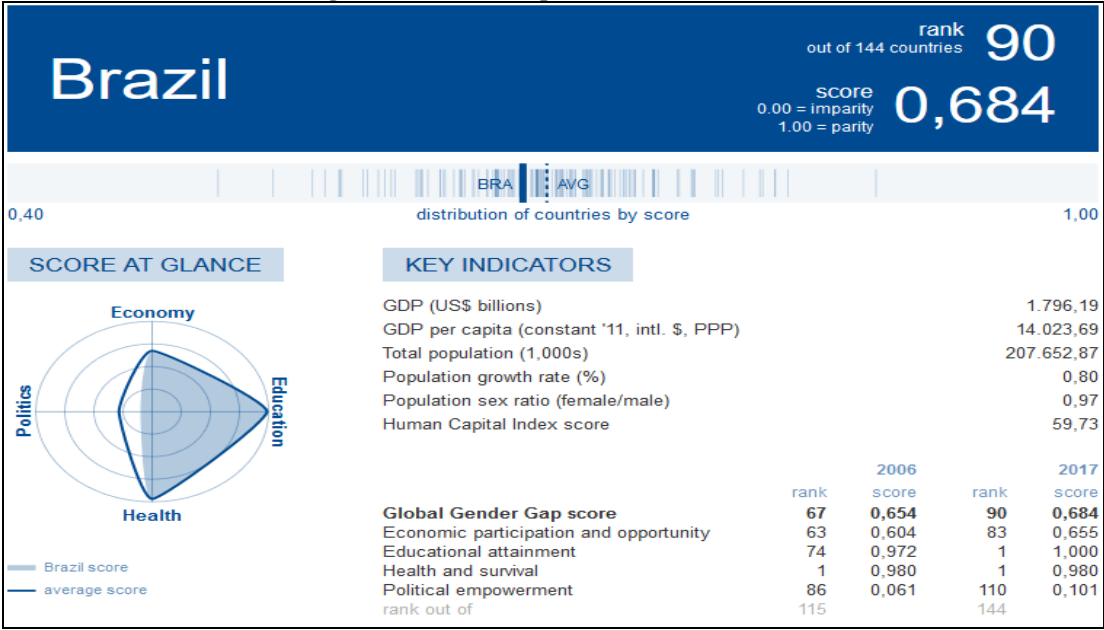 Brazil
rank
out of 144 countries
90
score
0.00 = imparity
1.00 = parity
0,684
BRA
AVG
0,40
distribution of countries by score
1,00
SCORE AT GLANCE
Economy
Education
Politics
Health
Brazil score
average score
KEY INDICATORS
GDP (US$ billions) 1.796,19
GDP per capita (constant '11, intl. $, PPP) 14.023,69
Total population (1,000s) 207.652,87
Population growth rate (%) 0,80
Population sex ratio (female/male) 0,97
Human Capital Index score 59,73
2006 2017
rank score rank score
Global Gender Gap score 67 0,654 90 0,684
Economic participation and opportunity 63 0,604 83 0,655
Educational attainment 74 0,972 1 1,000
Health and survival 1 0,980 1 0,980
Political empowerment 86 0,061 110 0,101
rank out of 115 144